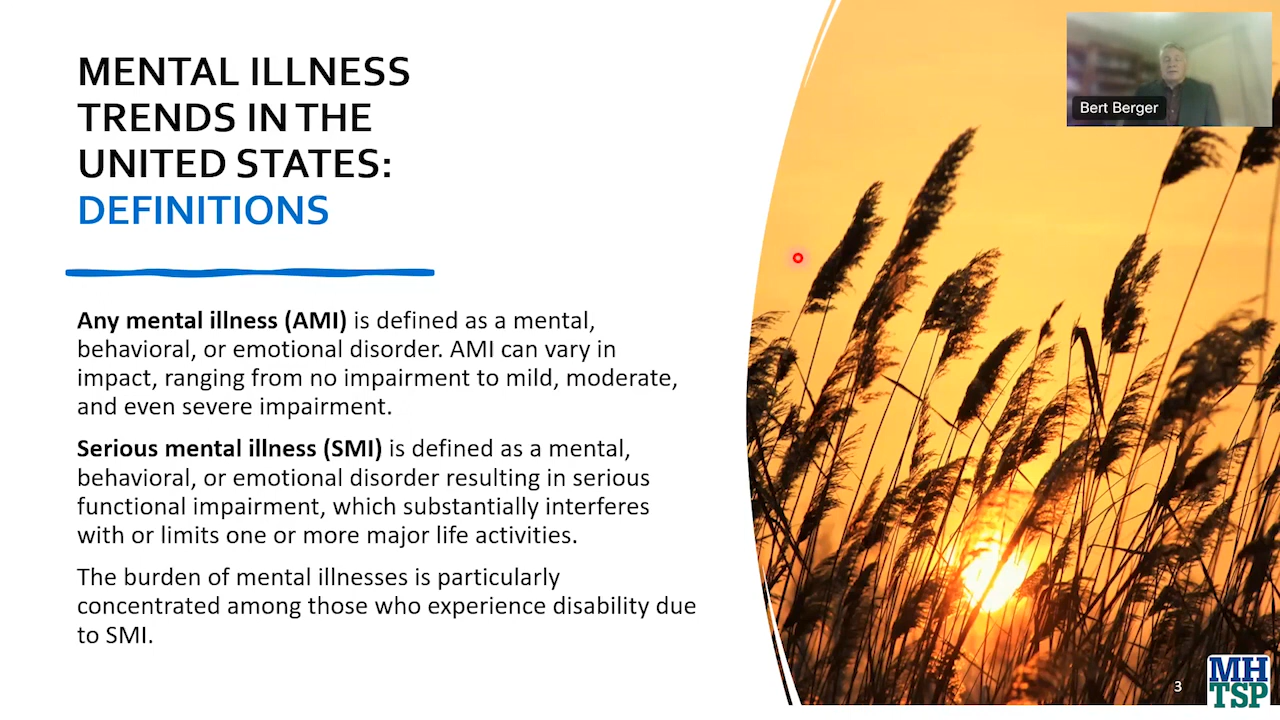 MENTAL ILLNESS
TRENDS IN THE
UNITED STATES:
DEFINITIONS
Any mental illness (AMI) is defined as a mental,
behavioral, or emotional disorder. AMI can vary in
impact, ranging from no impairment to mild, moderate,
and even severe impairment.
Serious mental illness (SMI) is defined as a mental,
behavioral, or emotional disorder resulting in serious
functional impairment, which substantially interferes
with or limits one or more major life activities.
The burden of mental illnesses is particularly
concentrated among those who experience disability due
to SMI.
Bert Berger
3
MH
TSP